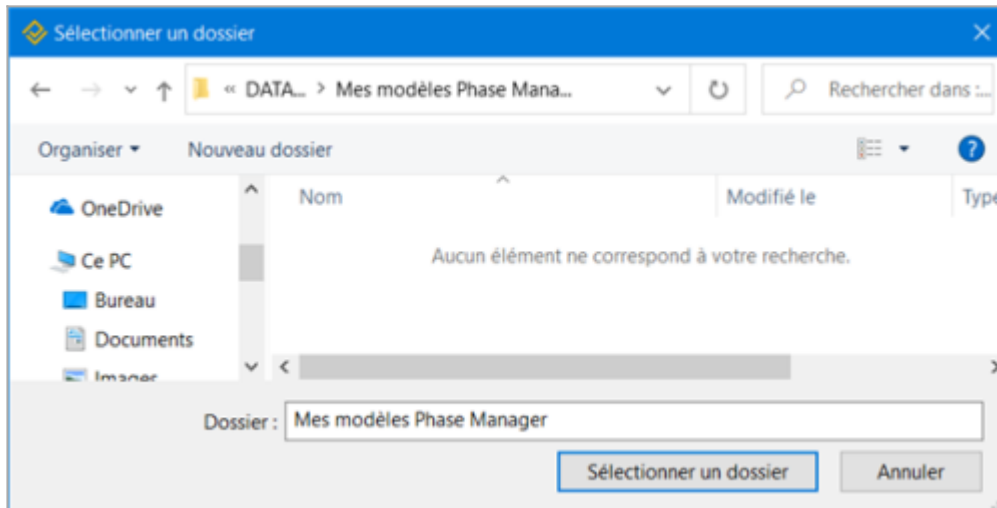 Sélectionner un dossier
« DATA... > Mes modèles Phase Mana... Rechercher dans :...
Organiser Nouveau dossier
Nom Modifié le Type
OneDrive
Aucun élément ne correspond à votre recherche.
Ce PC
Bureau
Documents
Images
Dossier : Mes modèles Phase Manager
Sélectionner un dossier Annuler